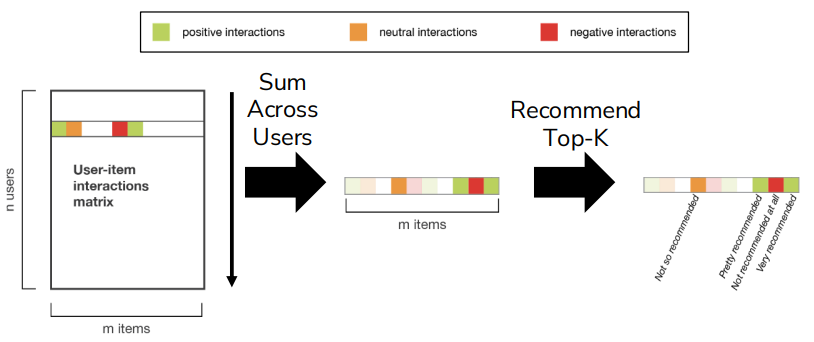 positive interactions
neutral interactions
negative interactions
Sum
Across
Users
Recommend
Top-K
n users
User-item
interactions
matrix
m items
m items
Not so recommended
Pretty recommended
Not recommended at all
Very recommended